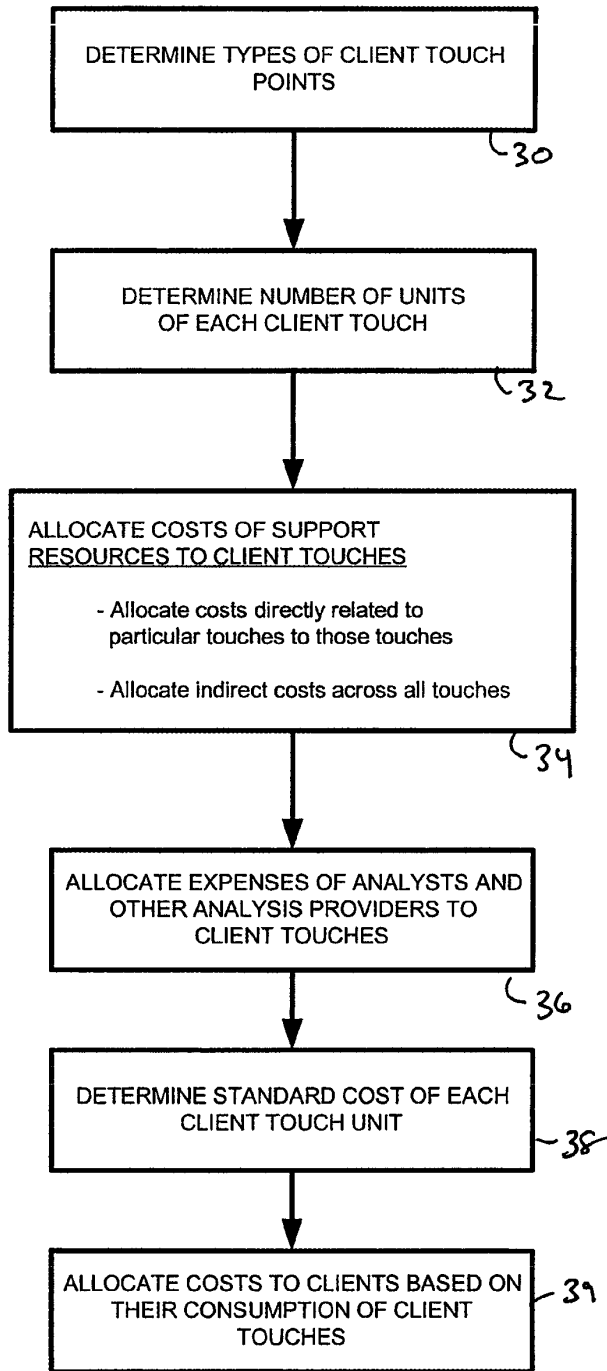 DETERMINE TYPES OF CLIENT TOUCH
POINTS
30
DETERMINE NUMBER OF UNITS
OF EACH CLIENT TOUCH
32
ALLOCATE COSTS OF SUPPORT
RESOURCES TO CLIENT TOUCHES
- Allocate costs directly related to
particular touches to those touches
- Allocate indirect costs across all touches
34
ALLOCATE EXPENSES OF ANALYSTS AND
OTHER ANALYSIS PROVIDERS TO
CLIENT TOUCHES
36
DETERMINE STANDARD COST OF EACH
CLIENT TOUCH UNIT
38
ALLOCATE COSTS TO CLIENTS BASED ON
THEIR CONSUMPTION OF CLIENT
TOUCHES
39